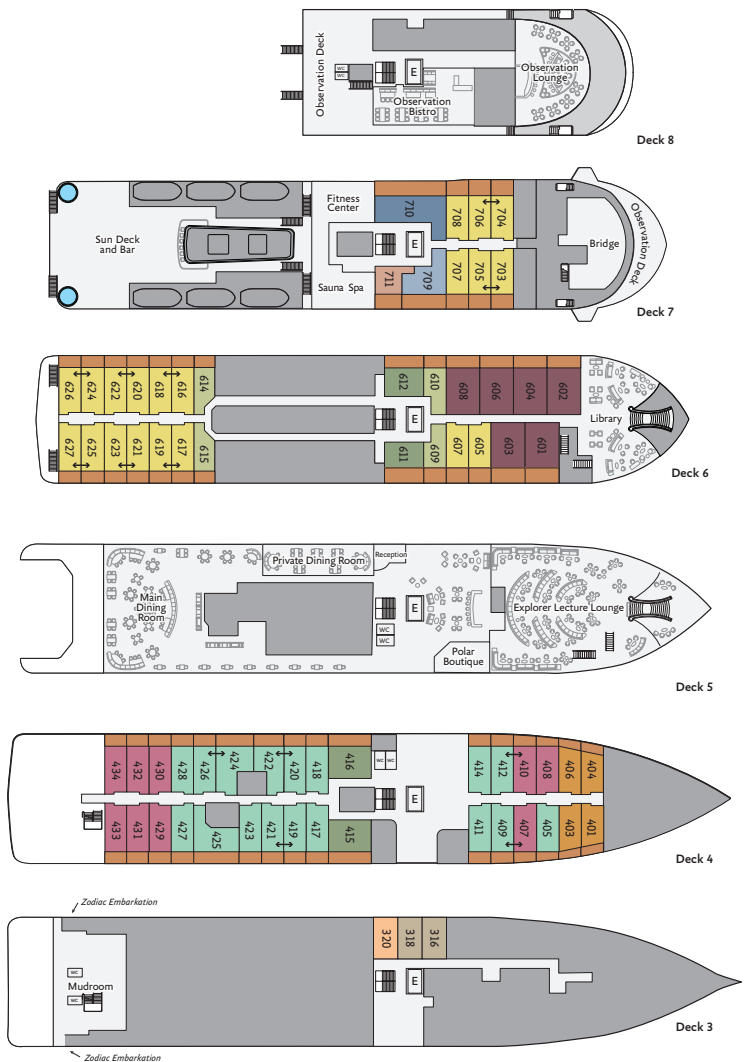 Observation Deck
WC
WC
E
Observation
Lounge
Observation
Bistro
Deck 8
Fitness
Center
710
708
706
704
Sun Deck
and Bar
E
Bridge
Observation Deck
Sauna Spa
711
709
707
705
703
Deck 7
626
624
622
620
618
616
614
612
610
608
606
604
602
E
Library
627
625
623
621
619
617
615
611
609
607
605
603
601
Deck 6
Private Dining Room
Reception
Main
Dining
Room
E
Explorer Lecture Lounge
WC
WC
Polar
Boutique
Deck 5
434
432
430
428
426
424
422
420
418
416
WC
WC
414
412
410
408
406
404
E
433
431
429
427
425
423
421
419
417
415
411
409
407
405
403
401
Deck 4
Zodiac Embarkation
320
318
316
WC
Mudroom
WC
E
Deck 3
Zodiac Embarkation